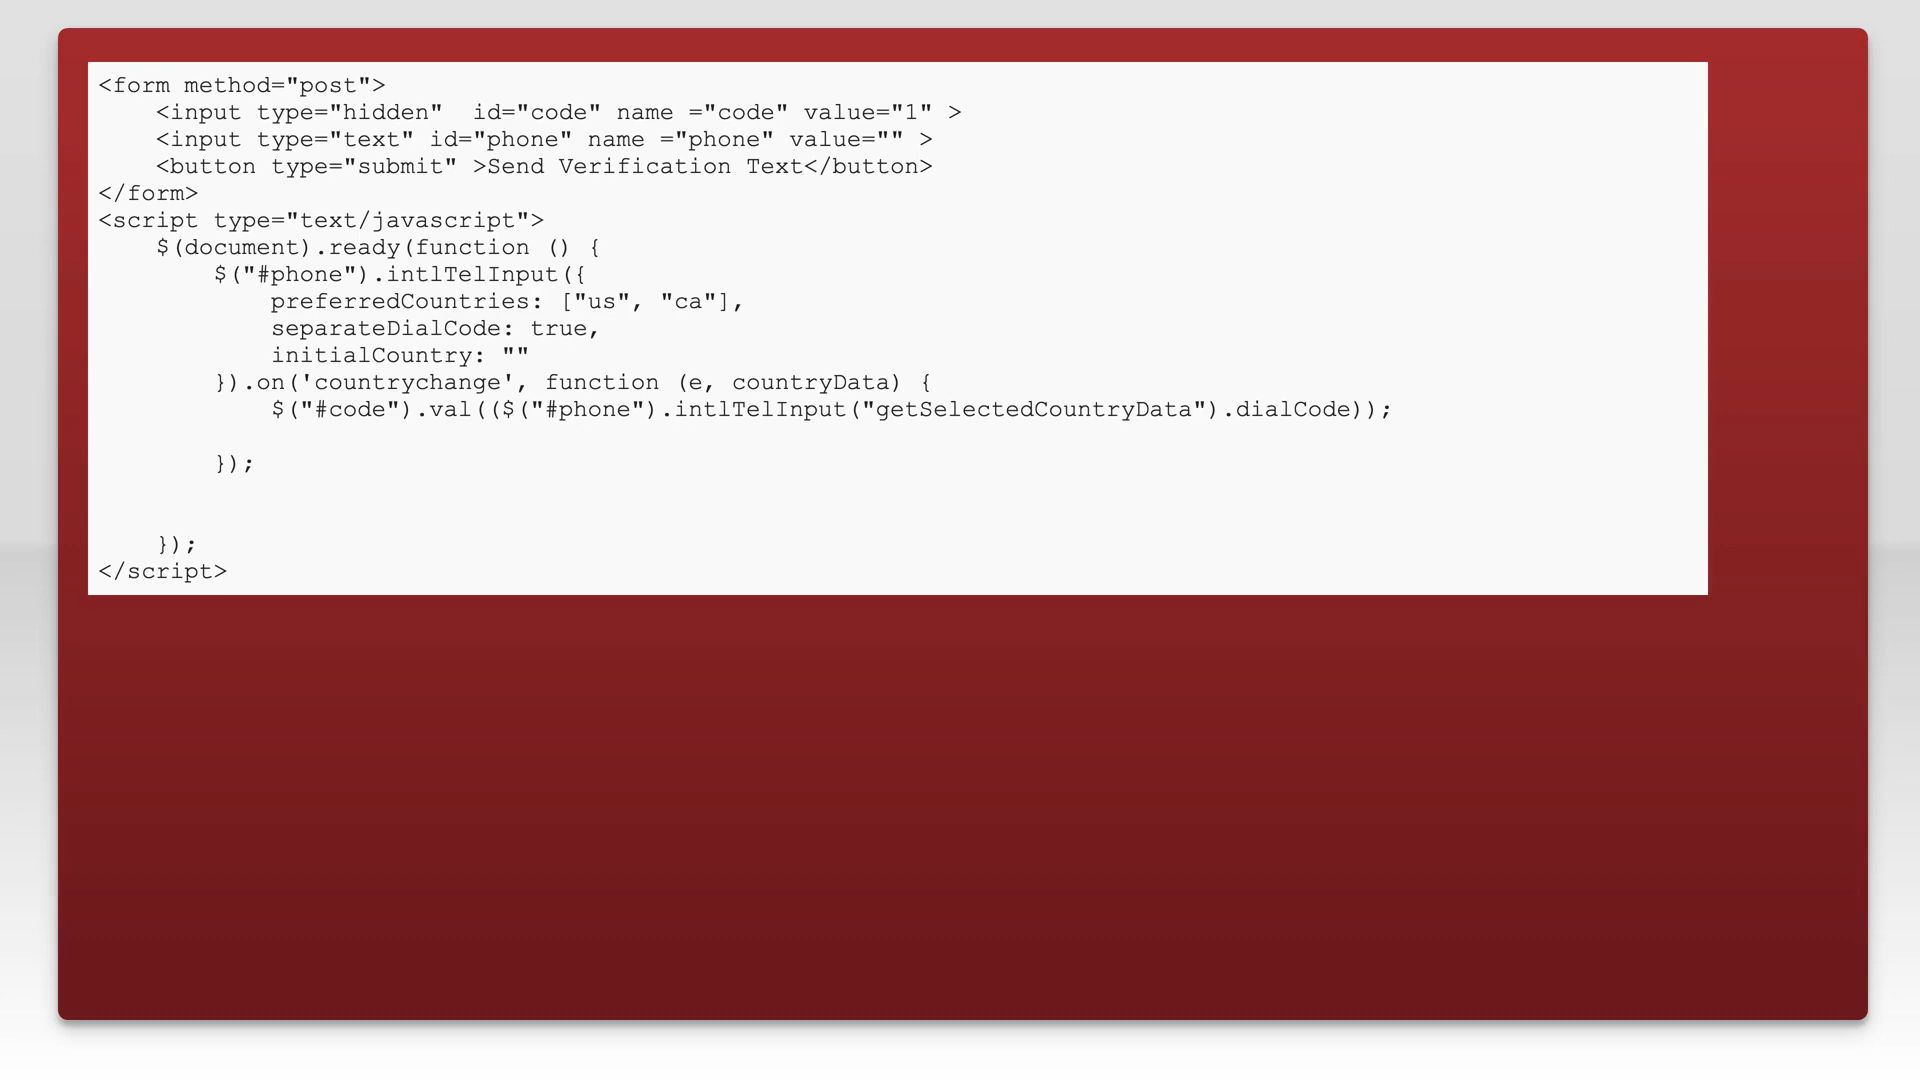 <form method="post">
    <input type="hidden"  id="code" name ="code" value="1" >
    <input type="text" id="phone" name ="phone" value="" >
    <button type="submit" >Send Verification Text</button>
</form>
<script type="text/javascript">
    $(document).ready(function () {
        $("#phone").intlTelInput({
            preferredCountries: ["us", "ca"],
            separateDialCode: true,
            initialCountry: ""
        }).on('countrychange', function (e, countryData) {
            $("#code").val(($("#phone").intlTelInput("getSelectedCountryData").dialCode));
        });
    });
</script>